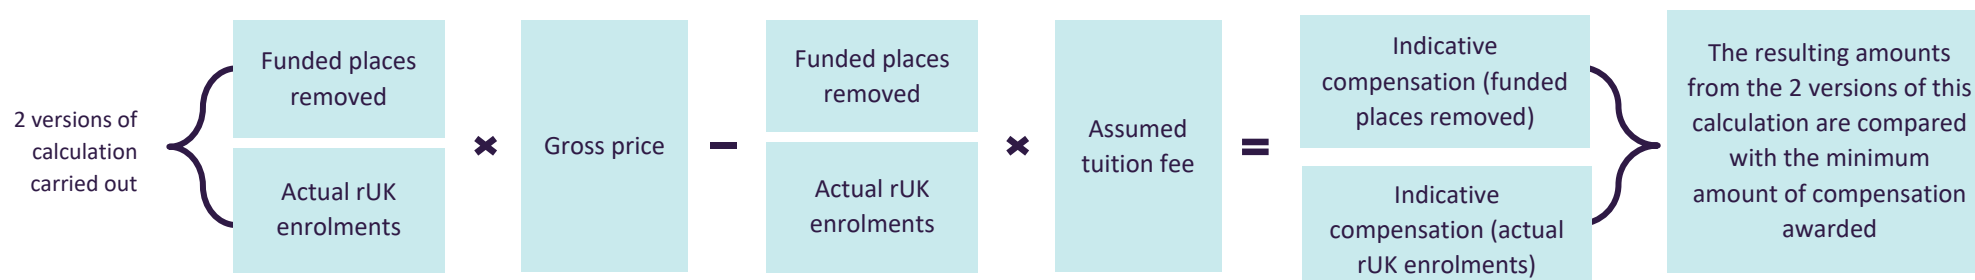 2 versions of
calculation
carried out
Funded places
removed
Actual rUK
enrolments
×
Gross price
−
Funded places
removed
Actual rUK
enrolments
×
Assumed
tuition fee
=
Indicative
compensation (funded
places removed)
Indicative
compensation (actual
rUK enrolments)
The resulting amounts
from the 2 versions of this
calculation are compared
with the minimum
amount of compensation
awarded